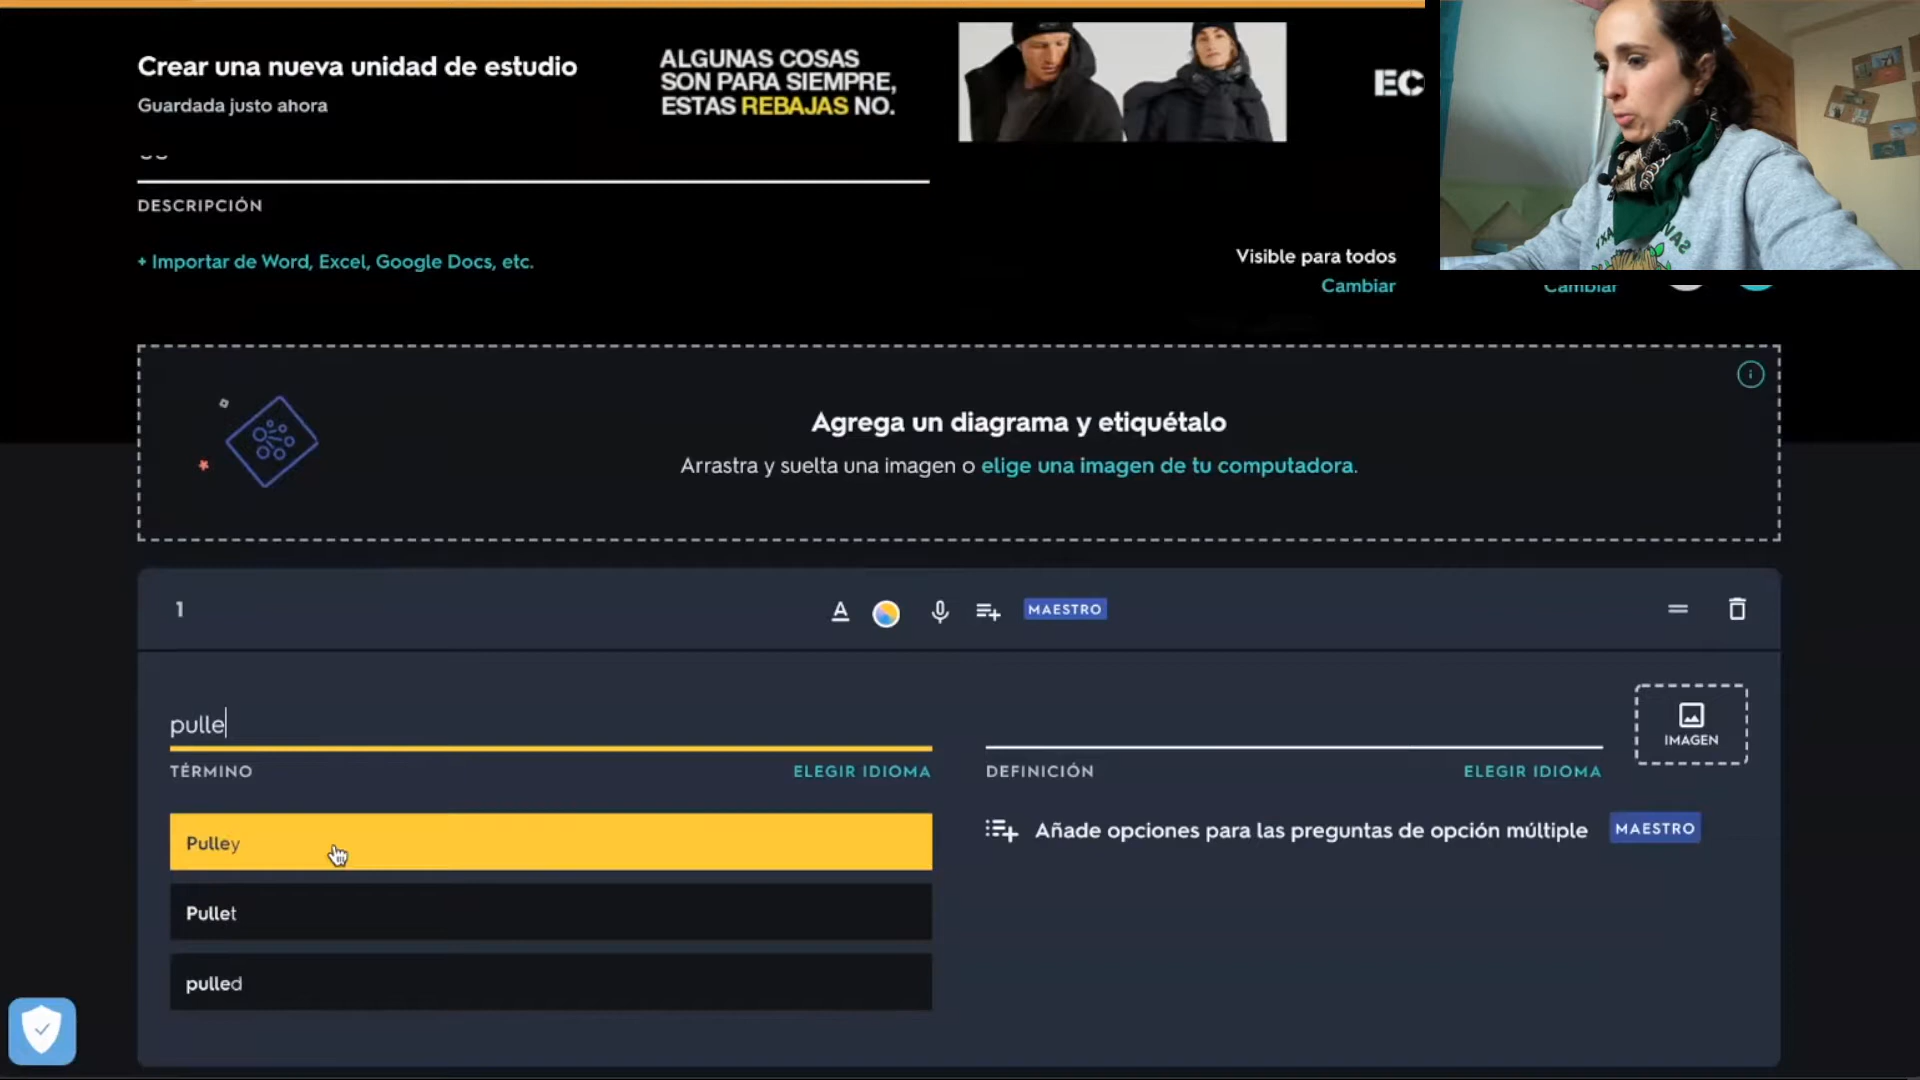 Crear una nueva unidad de estudio
Guardada justo ahora
ALGUNAS COSAS
SON PARA SIEMPRE,
ESTAS REBAJAS NO.
EC
DESCRIPCIÓN
+ Importar de Word, Excel, Google Docs, etc.
Visible para todos
Cambiar
Cambiar
Agrega un diagrama y etiquétalo
Arrastra y suelta una imagen o elige una imagen de tu computadora.
1
A
MAESTRO
pulle
IMAGEN
TÉRMINO
ELEGIR IDIOMA
DEFINICIÓN
ELEGIR IDIOMA
Pulley
Añade opciones para las preguntas de opción múltiple
MAESTRO
Pullet
pulled